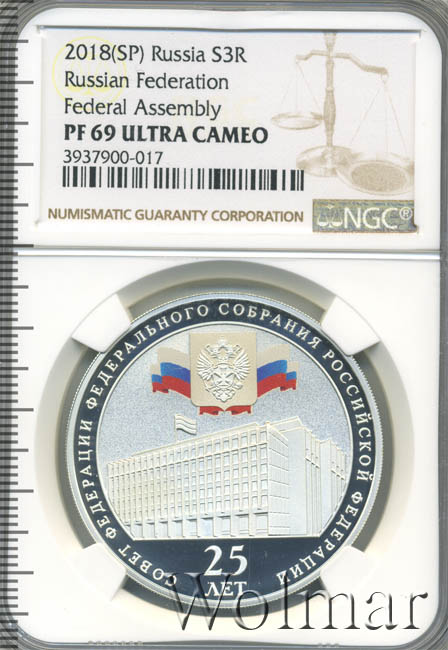 2018(SP) Russia S3R
Russian Federation
Federal Assembly
PF 69 ULTRA CAMEO
3937900-017
NUMISMATIC GUARANTY CORPORATION
NGC®
СОВЕТ ФЕДЕРАЦИИ ФЕДЕРАЛЬНОГО СОБРАНИЯ РОССИЙСКОЙ ФЕДЕРАЦИИ
25
ЛЕТ
Wolmar